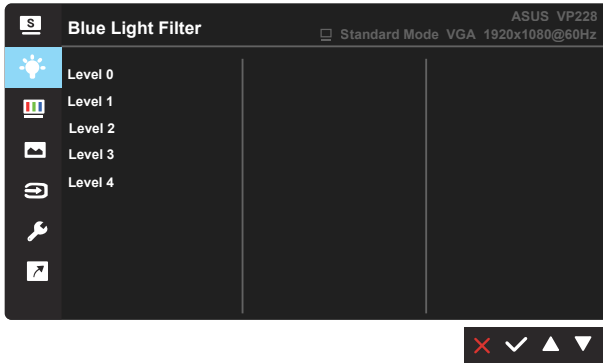 S
Blue Light Filter
ASUS VP228
Standard Mode VGA 1920x1080@60Hz
Level 0
Level 1
Level 2
Level 3
Level 4